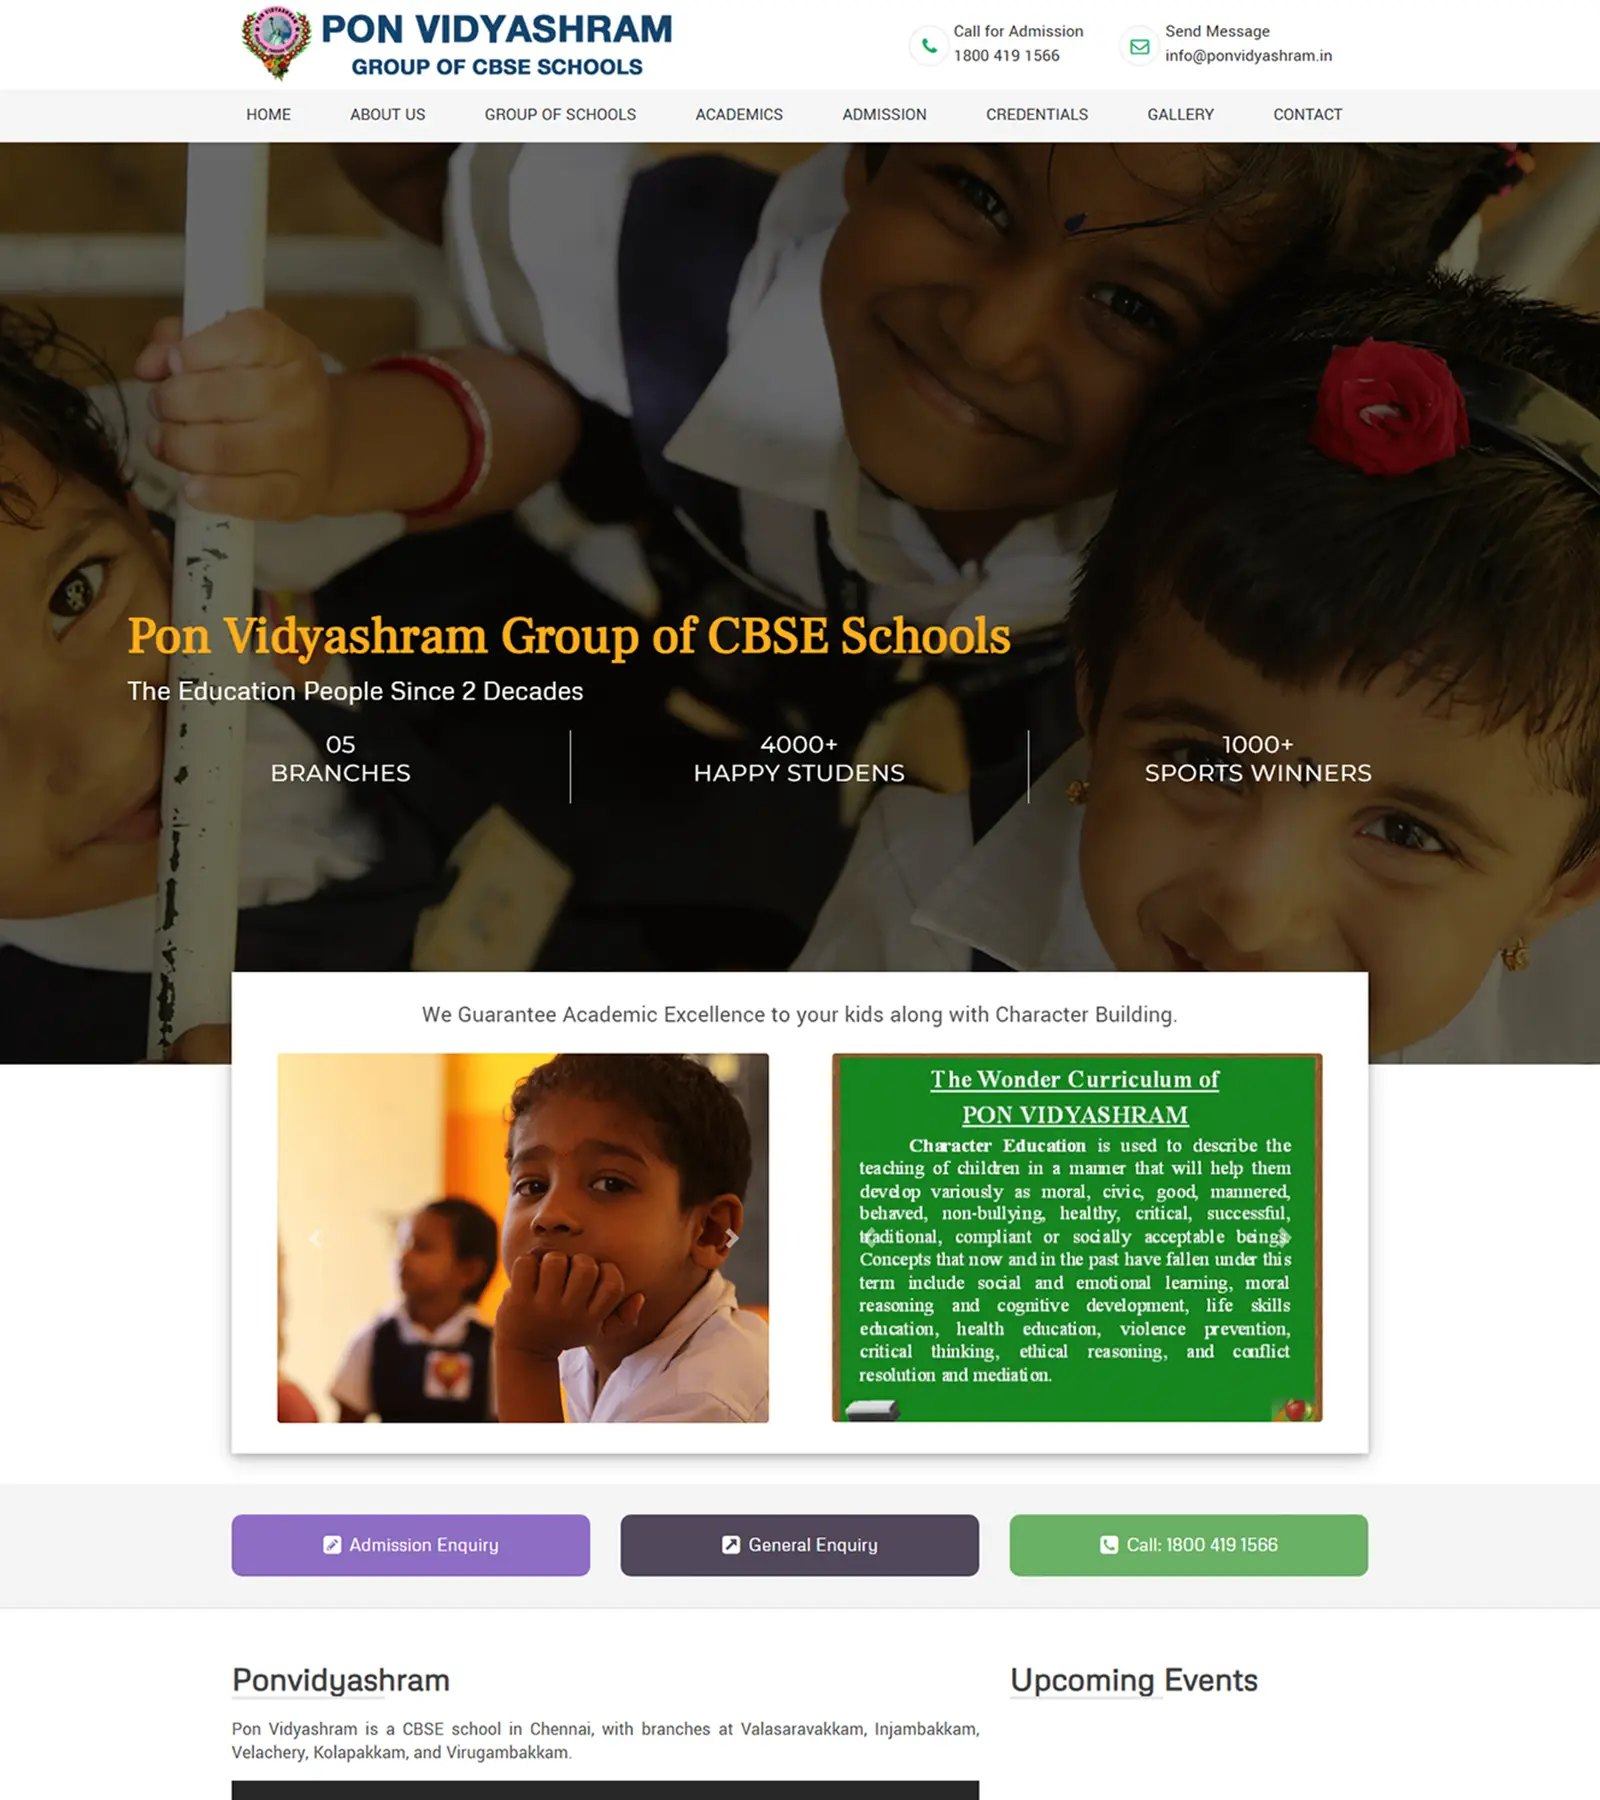 PON VIDYASHRAM
GROUP OF CBSE SCHOOLS
Call for Admission
1800 419 1566
Send Message
info@ponvidyashram.in
HOME ABOUT US GROUP OF SCHOOLS ACADEMICS ADMISSION CREDENTIALS GALLERY CONTACT
Pon Vidyashram Group of CBSE Schools
The Education People Since 2 Decades
05
BRANCHES
4000+
HAPPY STUDENS
1000+
SPORTS WINNERS
We Guarantee Academic Excellence to your kids along with Character Building.
The Wonder Curriculum of
PON VIDYASHRAM
Character Education is used to describe the
teaching of children in a manner that will help them
develop variously as moral, civic, good, mannered,
behaved, non-bullying, healthy, critical, successful,
traditional, compliant or socially acceptable beings.
Concepts that now and in the past have fallen under this
term include social and emotional learning, moral
reasoning and cognitive development, life skills
education, health education, violence prevention,
critical thinking, ethical reasoning, and conflict
resolution and mediation.
Admission Enquiry
General Enquiry
Call: 1800 419 1566
Ponvidyashram
Pon Vidyashram is a CBSE school in Chennai, with branches at Valasaravakkam, Injambakkam,
Velachery, Kolapakkam, and Virugambakkam.
Upcoming Events